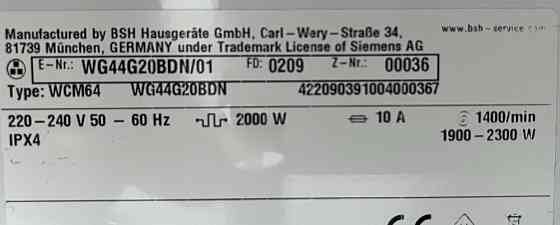 Manufactured by BSH Hausgeräte GmbH, Carl-Wery-Straße 34,
www.bsh-service.com
81739 München, GERMANY under Trademark License of Siemens AG
E-Nr.: WG44G20BDN/01 FD: 0209 Z-Nr.: 00036
Type: WCM64 WG44G20BDN 422090391004000367
220-240 V 50 - 60 Hz 2000 W 10 A 1400/min
IPX4 1900-2300 W